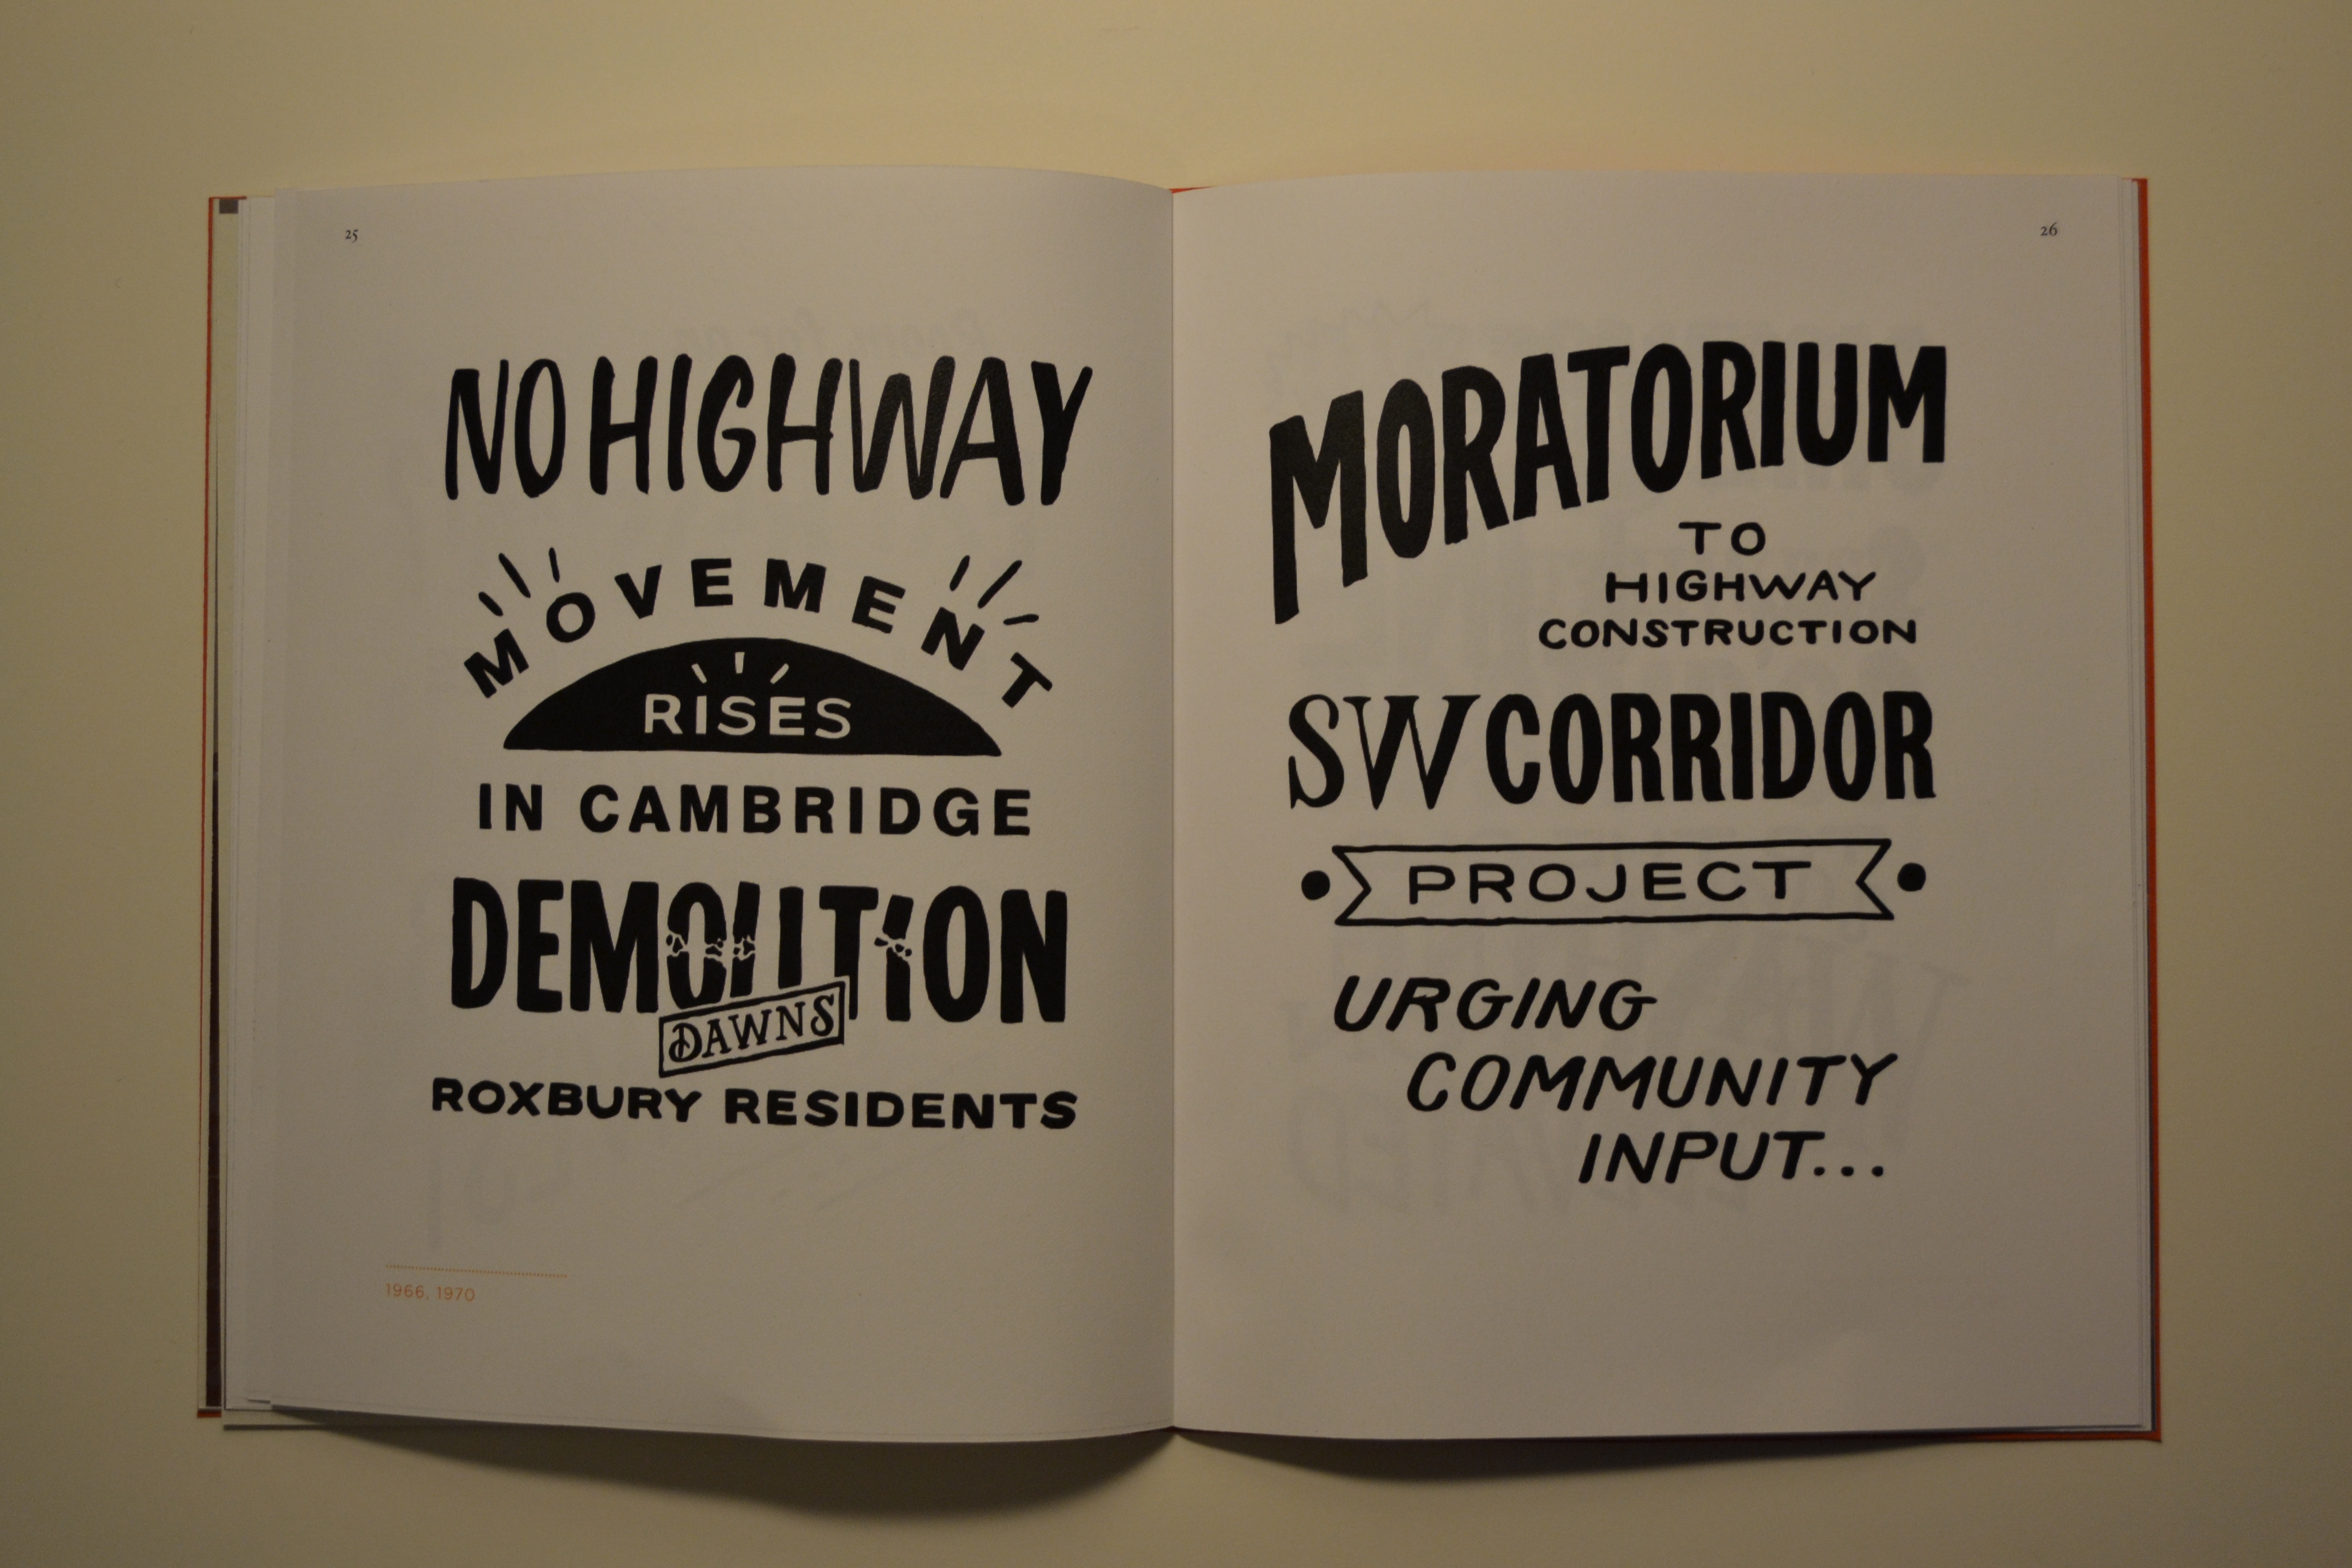 25
NO HIGHWAY
MOVEMENT
RISES
IN CAMBRIDGE
DEMOLITION
DAWNS
ROXBURY RESIDENTS
1966, 1970
26
MORATORIUM
TO
HIGHWAY
CONSTRUCTION
SW CORRIDOR
PROJECT
URGING
COMMUNITY
INPUT...